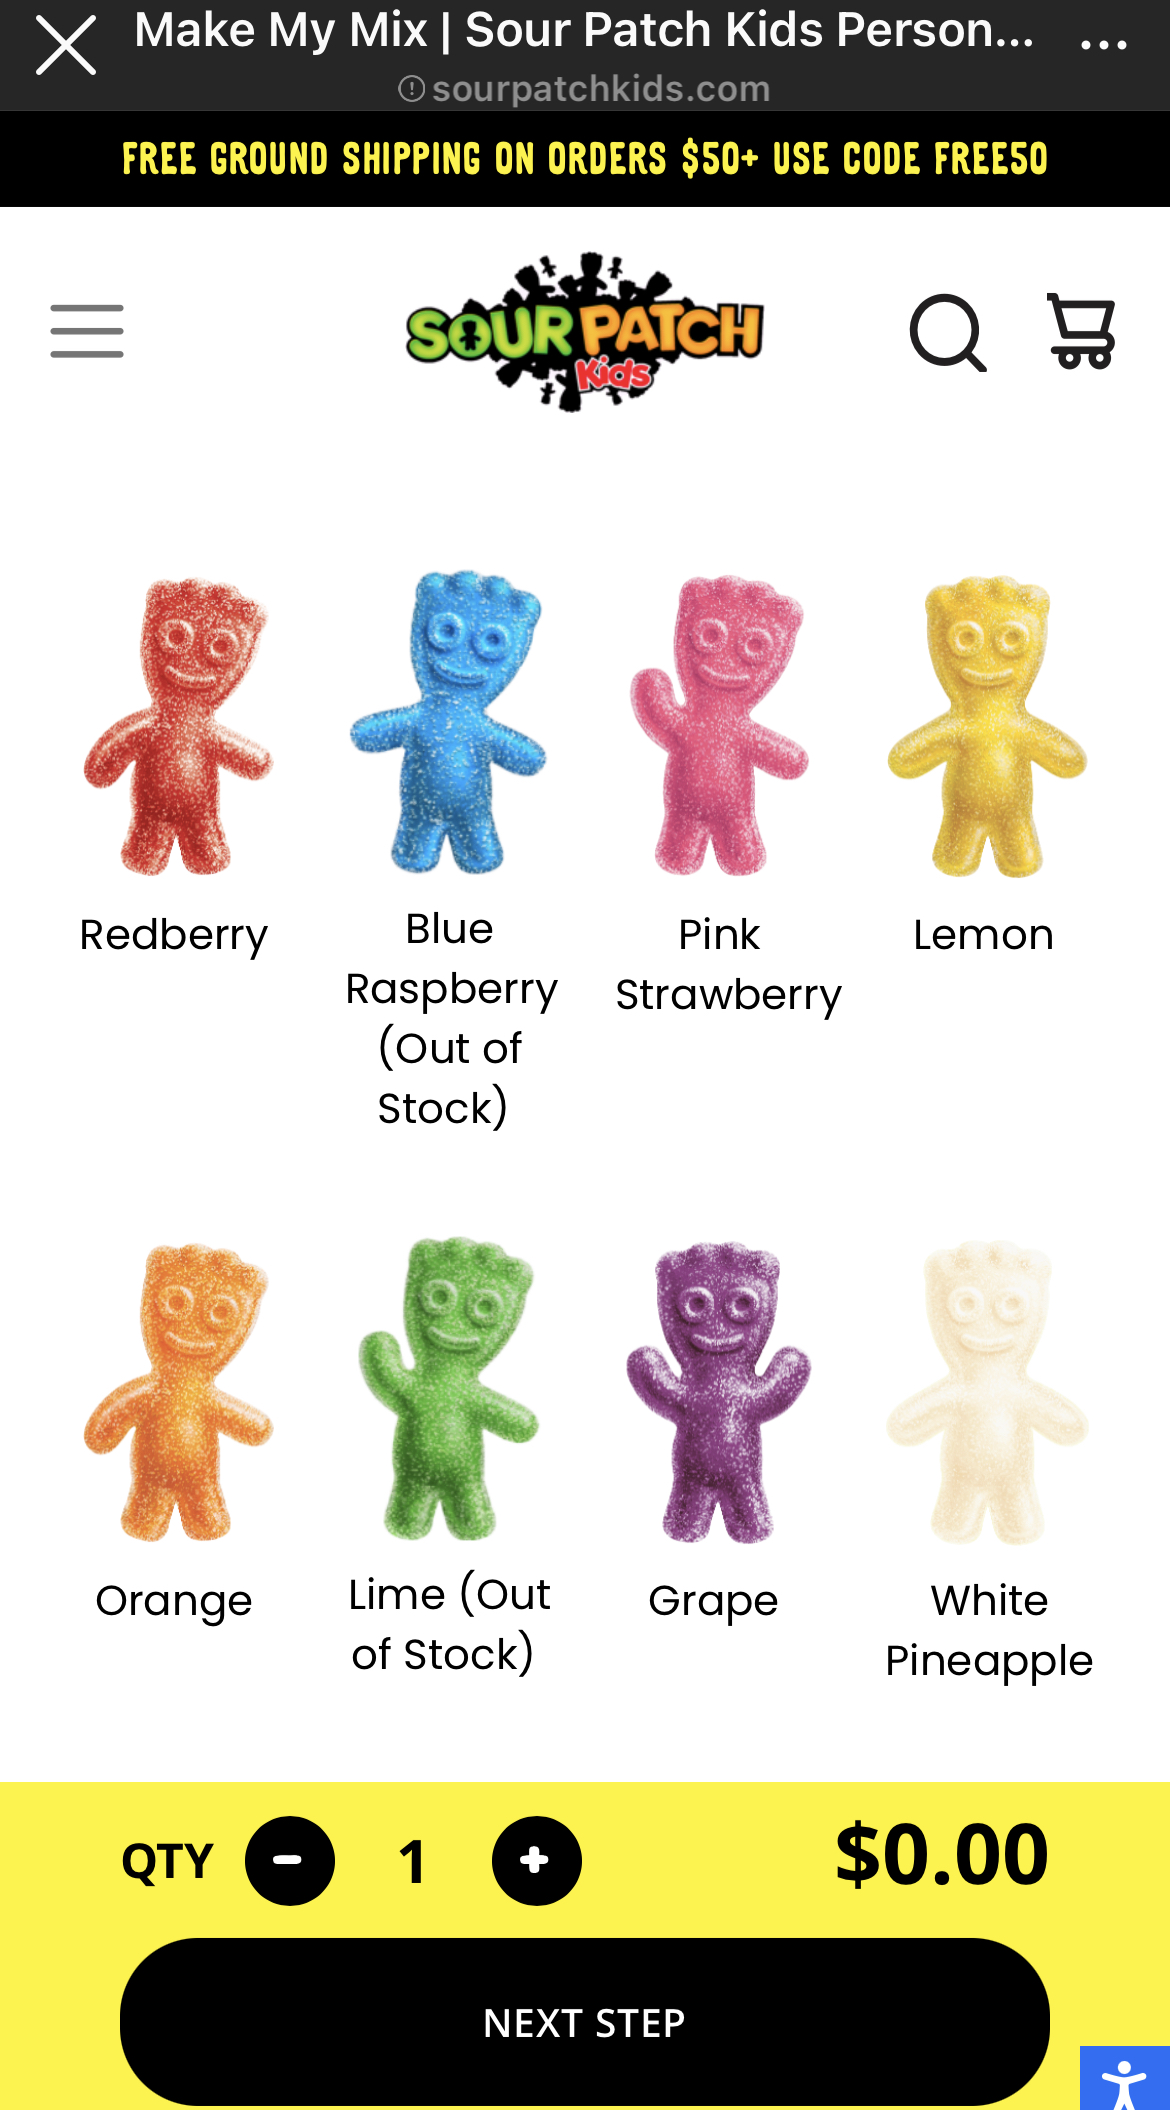 Make My Mix | Sour Patch Kids Person...
sourpatchkids.com
FREE GROUND SHIPPING ON ORDERS $50+ USE CODE FREE50
SOUR PATCH
Kids
Redberry
Blue
Raspberry
(Out of
Stock)
Pink
Strawberry
Lemon
Orange
Lime (Out
of Stock)
Grape
White
Pineapple
QTY 1 $0.00
NEXT STEP